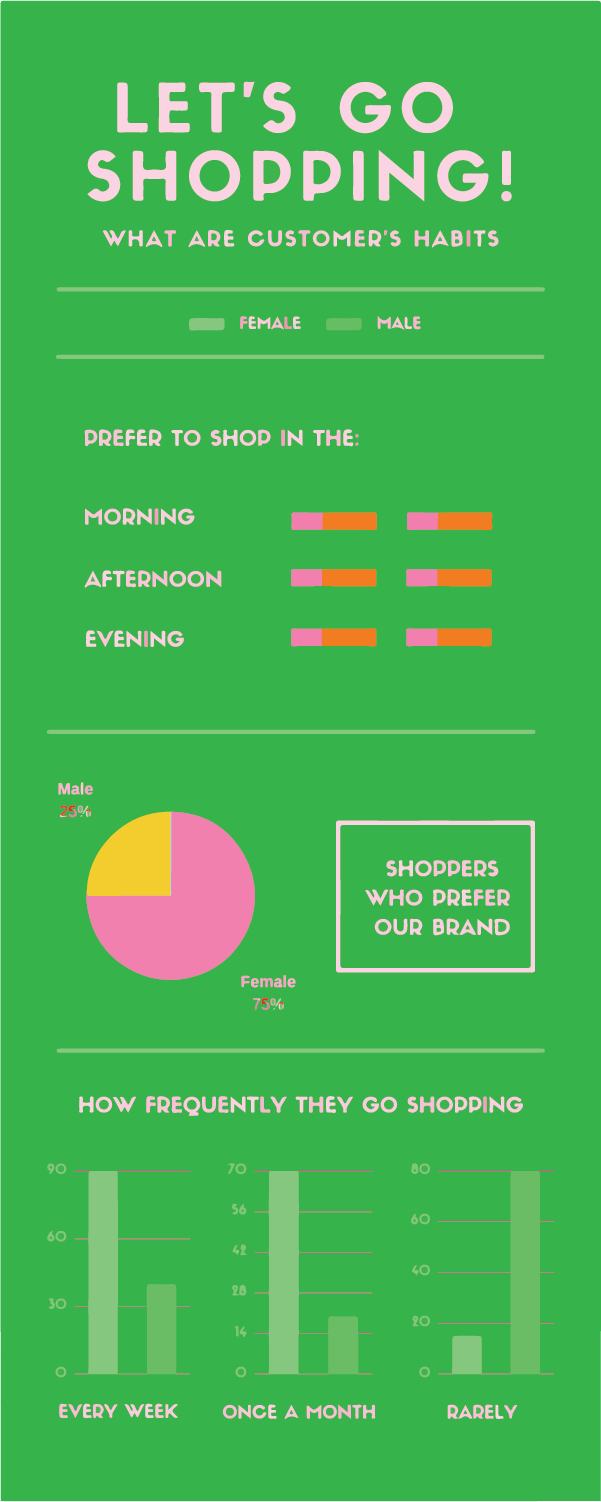 LET'S GO
SHOPPING!
WHAT ARE CUSTOMER'S HABITS
FEMALE MALE
PREFER TO SHOP IN THE:
MORNING
AFTERNOON
EVENING
Male
25%
SHOPPERS
WHO PREFER
OUR BRAND
Female
75%
HOW FREQUENTLY THEY GO SHOPPING
90
60
30
0
EVERY WEEK
70
56
42
28
14
0
ONCE A MONTH
80
60
40
20
0
RARELY